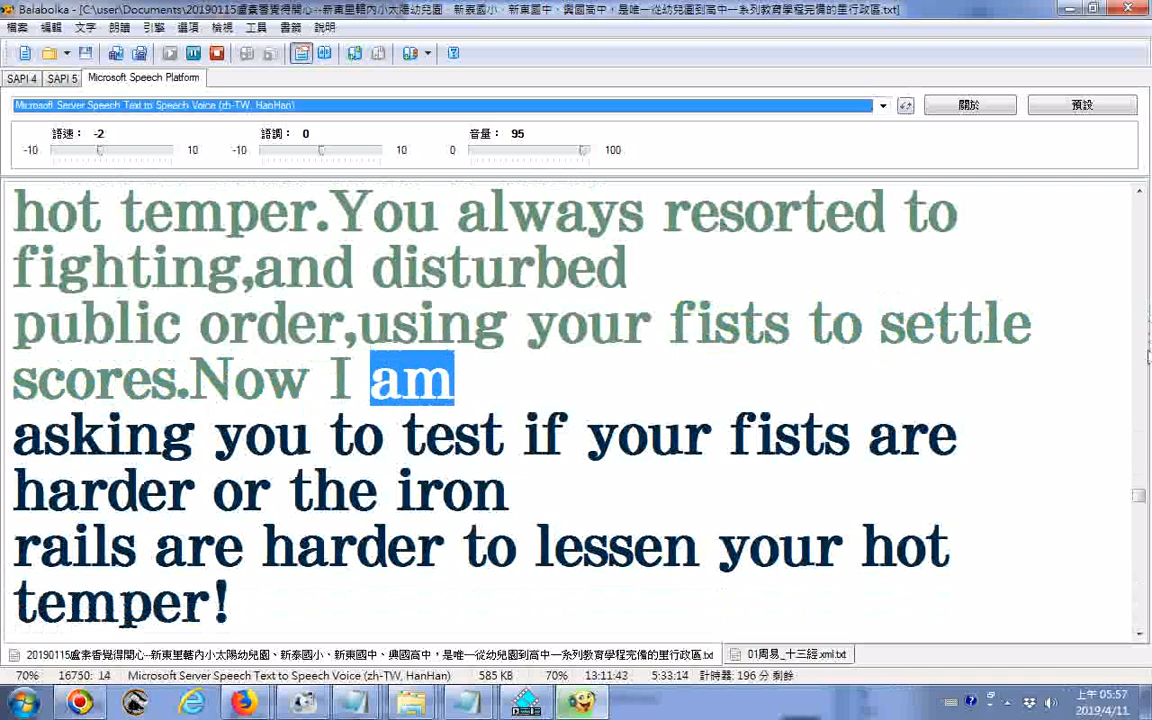 Balabolka - [C:\user\Documents\20190115盧素香覺得開心--新東里轄內小太陽幼兒園、新泰國小、新東國中、興國高中，是唯一從幼兒園到高中一系列教育學程完備的里行政區.txt]
檔案 編輯 文字 朗讀 引擎 選項 檢視 工具 書籤 說明
SAPI 4 SAPI 5 Microsoft Speech Platform
Microsoft Server Speech Text to Speech Voice (zh-TW, HanHan) 關於 預設
語速： -2 語調： 0 音量： 95
-10 10 -10 10 0 100
hot temper.You always resorted to
fighting,and disturbed
public order,using your fists to settle
scores.Now I am
asking you to test if your fists are
harder or the iron
rails are harder to lessen your hot
temper!
20190115盧素香覺得開心--新東里轄內小太陽幼兒園、新泰國小、新東國中、興國高中，是唯一從幼兒園到高中一系列教育學程完備的里行政區.txt 01周易_十三經.xml.txt
70% 16750: 14 Microsoft Server Speech Text to Speech Voice (zh-TW, HanHan) 585 KB 70% 13:11:43 5:33:14 計時器: 196 分 剩餘
上午 05:57
2019/4/11